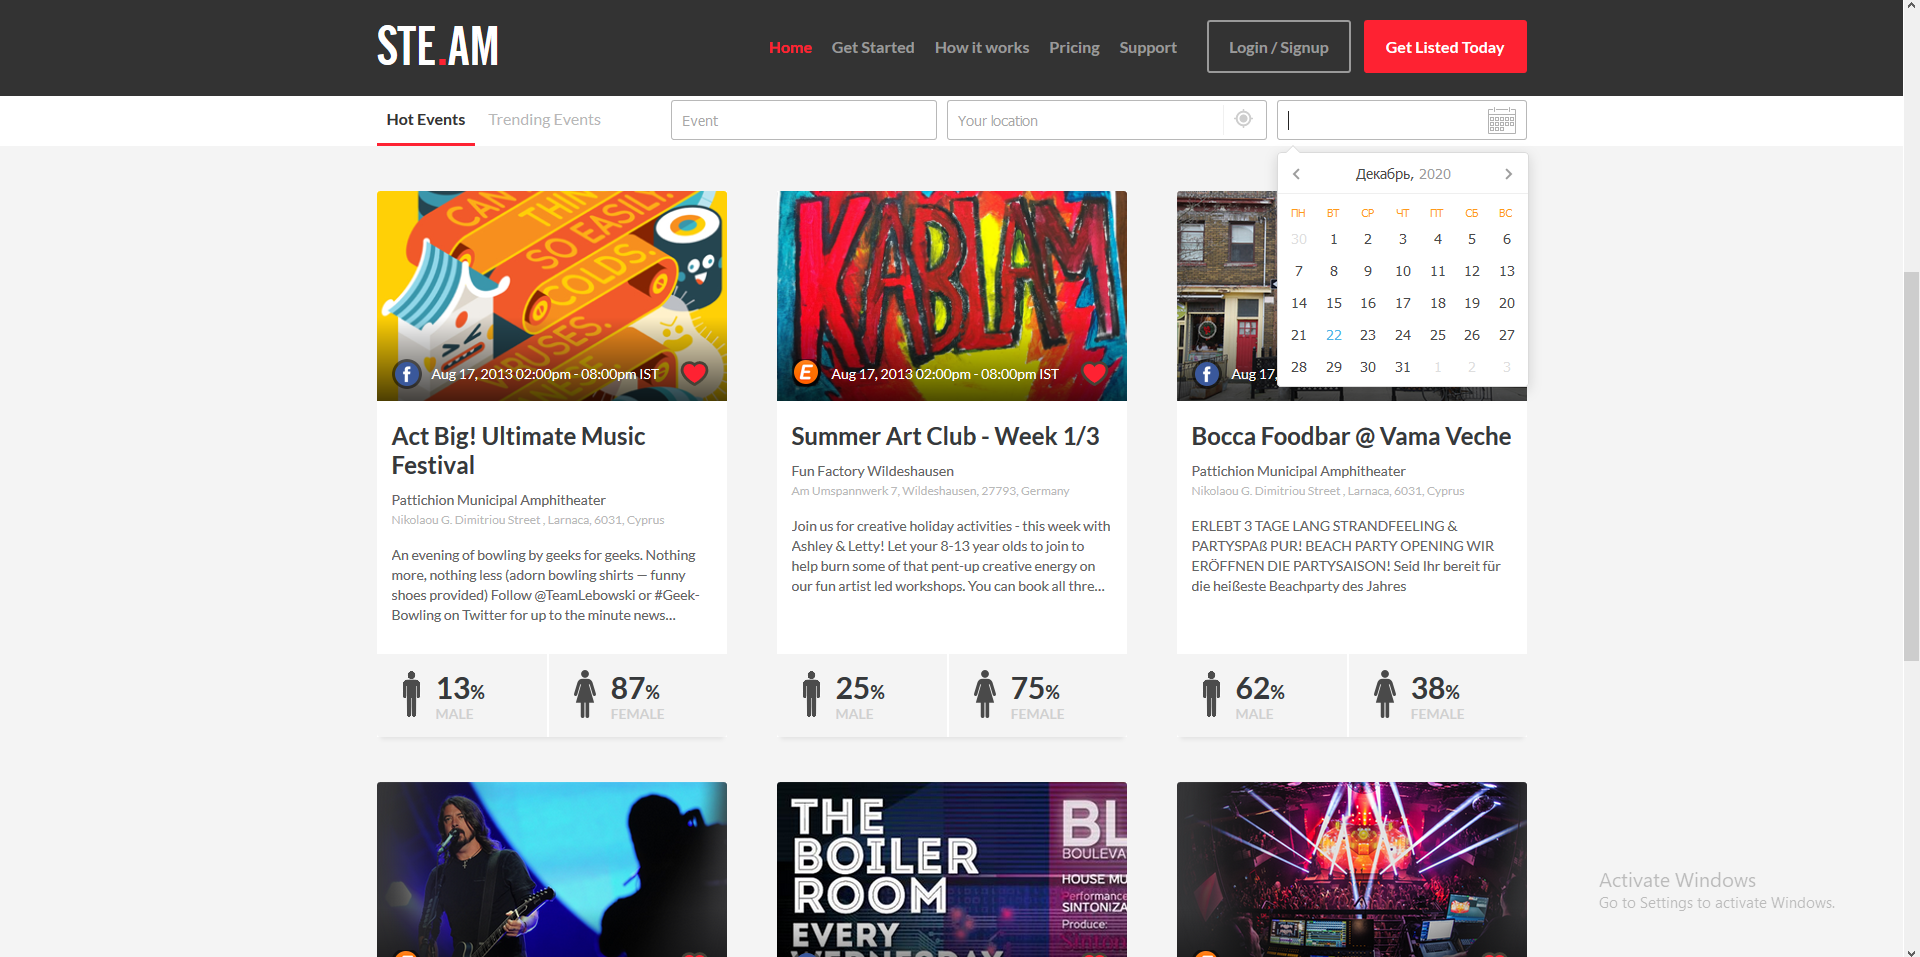 STE.AM
Home
Get Started
How it works
Pricing
Support
Login / Signup
Get Listed Today
Hot Events
Trending Events
Event
Your location
Декабрь, 2020
ПН ВТ СР ЧТ ПТ СБ ВС
30 1 2 3 4 5 6
7 8 9 10 11 12 13
14 15 16 17 18 19 20
21 22 23 24 25 26 27
28 29 30 31 1 2 3
CAN
THIN
SO EASILY.
COLDS.
Aug 17, 2013 02:00pm - 08:00pm IST
Act Big! Ultimate Music
Festival
Pattichion Municipal Amphitheater
Nikolaou G. Dimitriou Street , Larnaca, 6031, Cyprus
An evening of bowling by geeks for geeks. Nothing
more, nothing less (adorn bowling shirts — funny
shoes provided) Follow @TeamLebowski or #Geek-
Bowling on Twitter for up to the minute news...
13%
MALE
87%
FEMALE
KABLAM
Aug 17, 2013 02:00pm - 08:00pm IST
Summer Art Club - Week 1/3
Fun Factory Wildeshausen
Am Umspannwerk 7, Wildeshausen, 27793, Germany
Join us for creative holiday activities - this week with
Ashley & Letty! Let your 8-13 year olds to join to
help burn some of that pent-up creative energy on
our fun artist led workshops. You can book all thre...
25%
MALE
75%
FEMALE
Aug 17,
Bocca Foodbar @ Vama Veche
Pattichion Municipal Amphitheater
Nikolaou G. Dimitriou Street , Larnaca, 6031, Cyprus
ERLEBT 3 TAGE LANG STRANDFEELING &
PARTYSPAß PUR! BEACH PARTY OPENING WIR
ERÖFFNEN DIE PARTYSAISON! Seid Ihr bereit für
die heißeste Beachparty des Jahres
62%
MALE
38%
FEMALE
THE
BOILER
ROOM
EVERY
WEDNESDAY
BL
BOULEVA
HOUSE MU
Performance
SINTONIZA
Produce:
Activate Windows
Go to Settings to activate Windows.